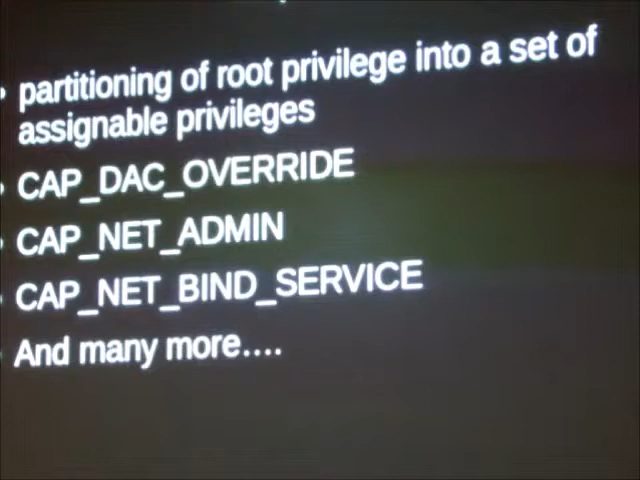 partitioning of root privilege into a set of
assignable privileges
CAP_DAC_OVERRIDE
CAP_NET_ADMIN
CAP_NET_BIND_SERVICE
And many more....